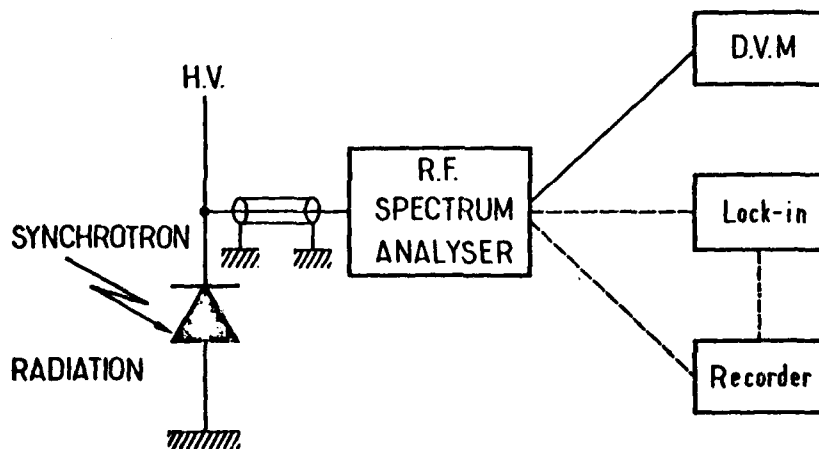 H.V.
SYNCHROTRON
RADIATION
R.F.
SPECTRUM
ANALYSER
D.V.M
Lock-in
Recorder